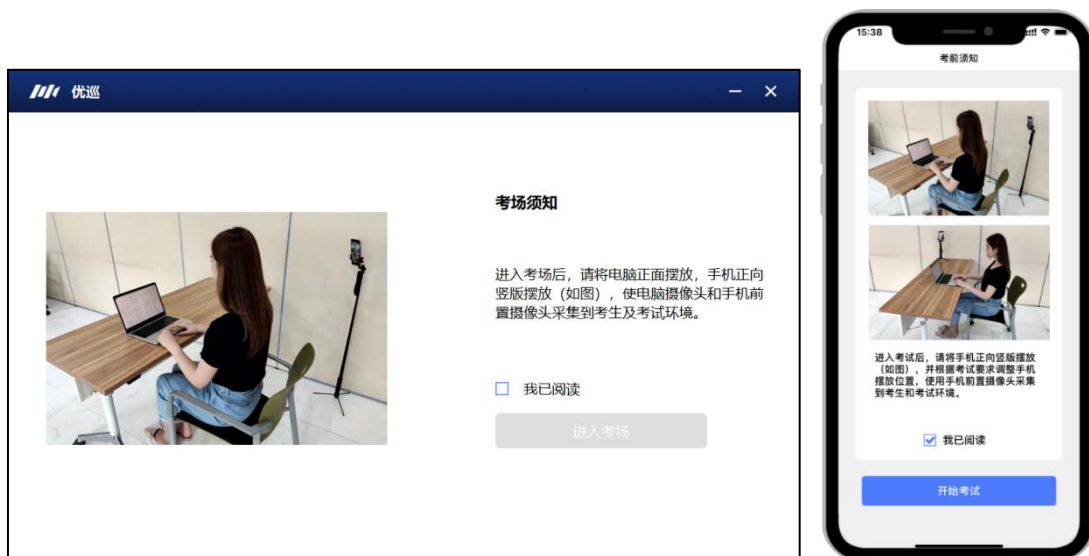 优巡
考场须知
进入考场后，请将电脑正面摆放，手机正向
竖版摆放（如图），使电脑摄像头和手机前
置摄像头采集到考生及考试环境。
我已阅读
进入考场
15:38
考前须知
进入考试后，请将手机正向竖版摆放
（如图），并根据考试要求调整手机
摆放位置，使用手机前置摄像头采集
到考生和考试环境。
我已阅读
开始考试